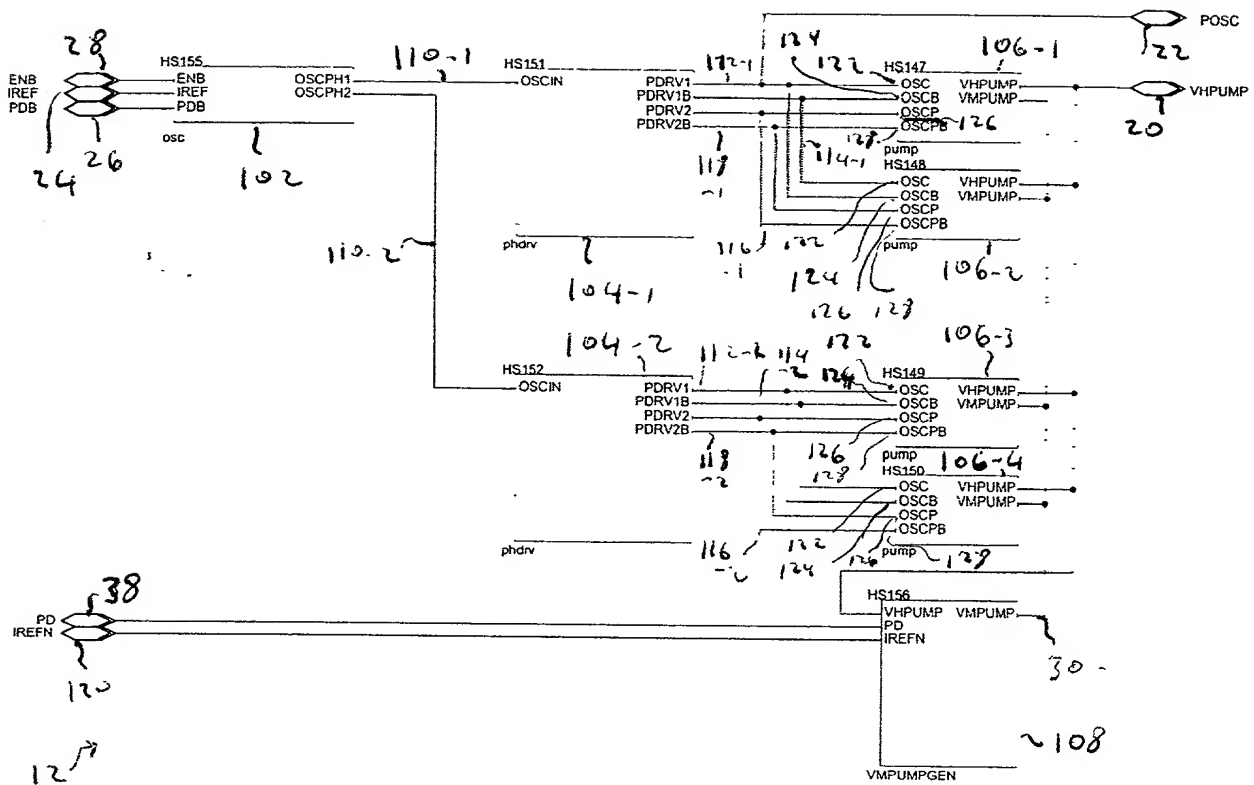 POSC
22
28
110-1
124
106-1
HS155
HS151
112-1
122
HS147
ENB
ENB
OSCPH1
OSCIN
PDRV1
OSC
VHPUMP
VHPUMP
IREF
IREF
OSCPH2
PDRV1B
OSCB
VMPUMP
20
PDB
PDB
PDRV2
OSCP
126
PDRV2B
128
OSCPB
24
26
osc
102
118
-1
114-1
pump
HS148
OSC
VHPUMP
OSCB
VMPUMP
OSCP
OSCPB
110-2
phdrv
104-1
116
-1
122
pump
106-2
124
126
128
104-2
112-2
114
-2
122
106-3
HS152
124
HS149
OSCIN
PDRV1
OSC
VHPUMP
PDRV1B
OSCB
VMPUMP
PDRV2
OSCP
PDRV2B
OSCPB
118
-2
126
128
pump
106-4
HS150
OSC
VHPUMP
OSCB
VMPUMP
OSCP
OSCPB
phdrv
116
122
124
126
pump
128
38
HS156
PD
VHPUMP
VMPUMP
IREFN
PD
IREFN
120
30
12
108
VMPUMPGEN